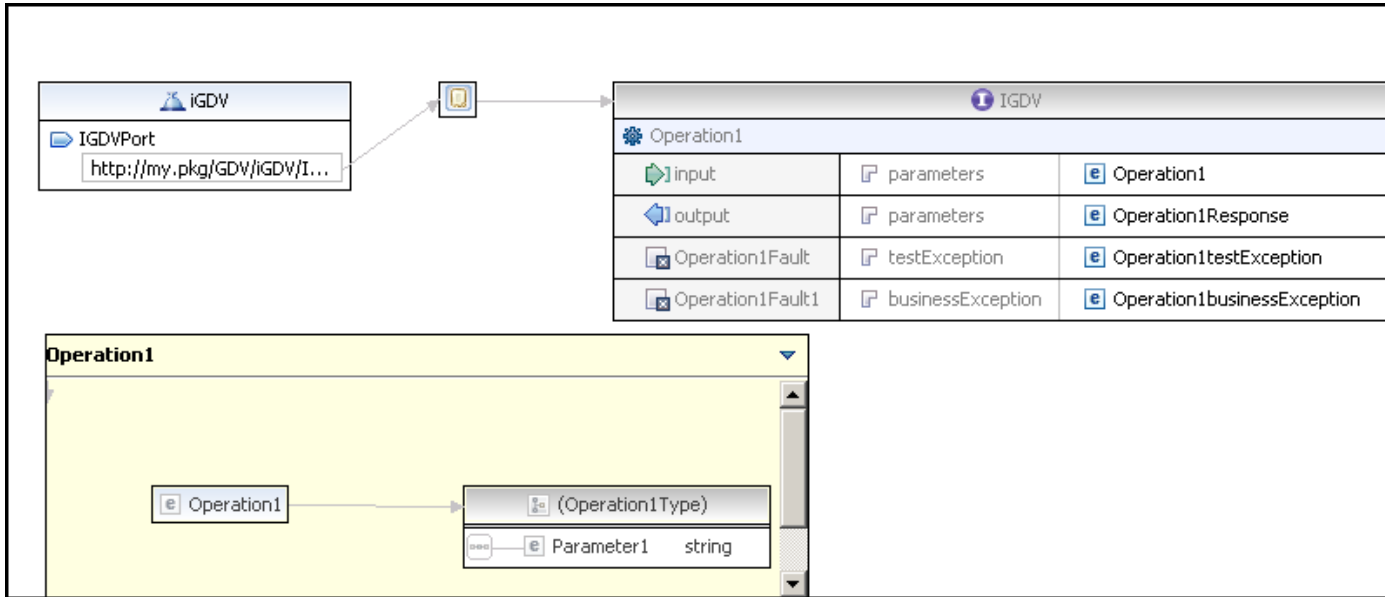 iGDV
IGDVPort
http://my.pkg/GDV/iGDV/I...
IGDV
Operation1
input parameters Operation1
output parameters Operation1Response
Operation1Fault testException Operation1testException
Operation1Fault1 businessException Operation1businessException
Operation1
Operation1
(Operation1Type)
Parameter1 string